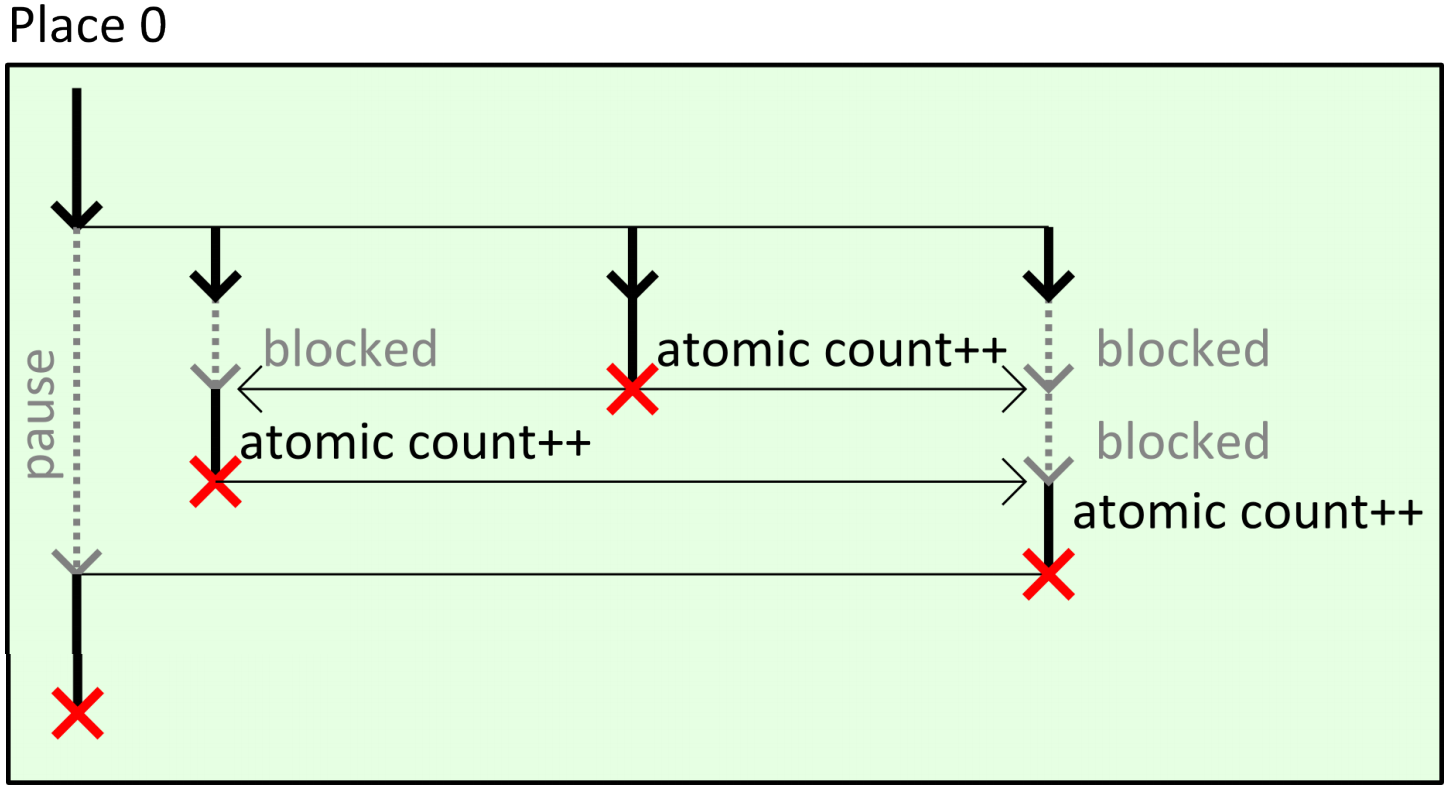 Place 0
blocked
atomic count++
blocked
pause
atomic count++
blocked
atomic count++